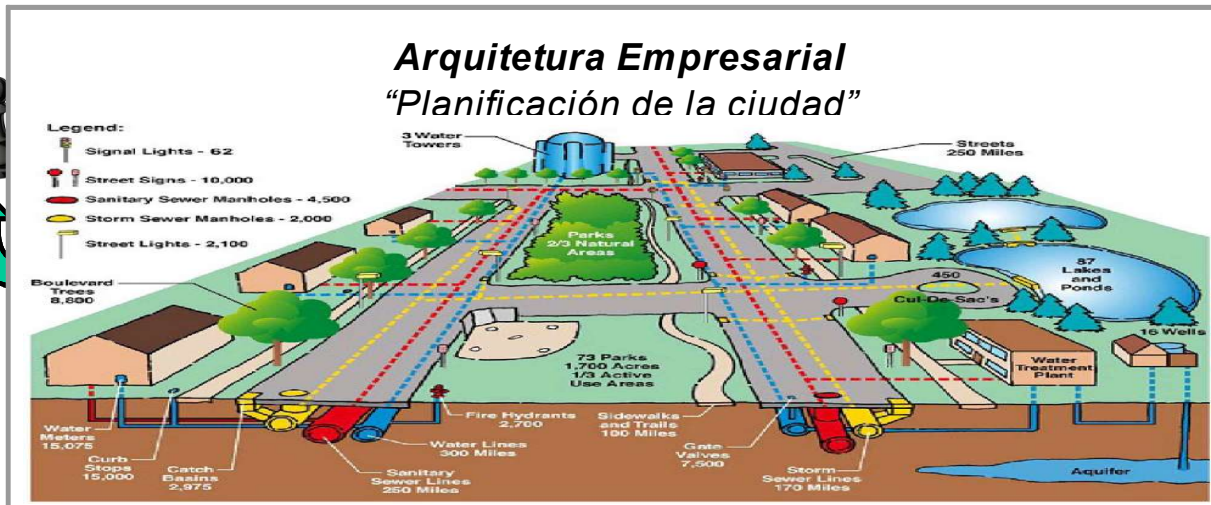 Arquitetura Empresarial
“Planificación de la ciudad”
Legend:
Signal Lights - 62
Street Signs - 10,000
Sanitary Sewer Manholes - 4,500
Storm Sewer Manholes - 2,000
Street Lights - 2,100
3 Water
Towers
Streets
250 Miles
Boulevard
Trees
8,800
Parks
2/3 Natural
Areas
87
Lakes
and
Ponds
450
Cul-De-Sac's
15 Wells
73 Parks
1,700 Acres
1/3 Active
Use Areas
Water
Treatment
Plant
Water
Meters
15,075
Curb
Stops
15,000
Catch
Basins
2,975
Sanitary
Sewer Lines
250 Miles
Water Lines
300 Miles
Fire Hydrants
2,700
Sidewalks
and Trails
100 Miles
Gate
Valves
7,500
Storm
Sewer Lines
170 Miles
Aquifer